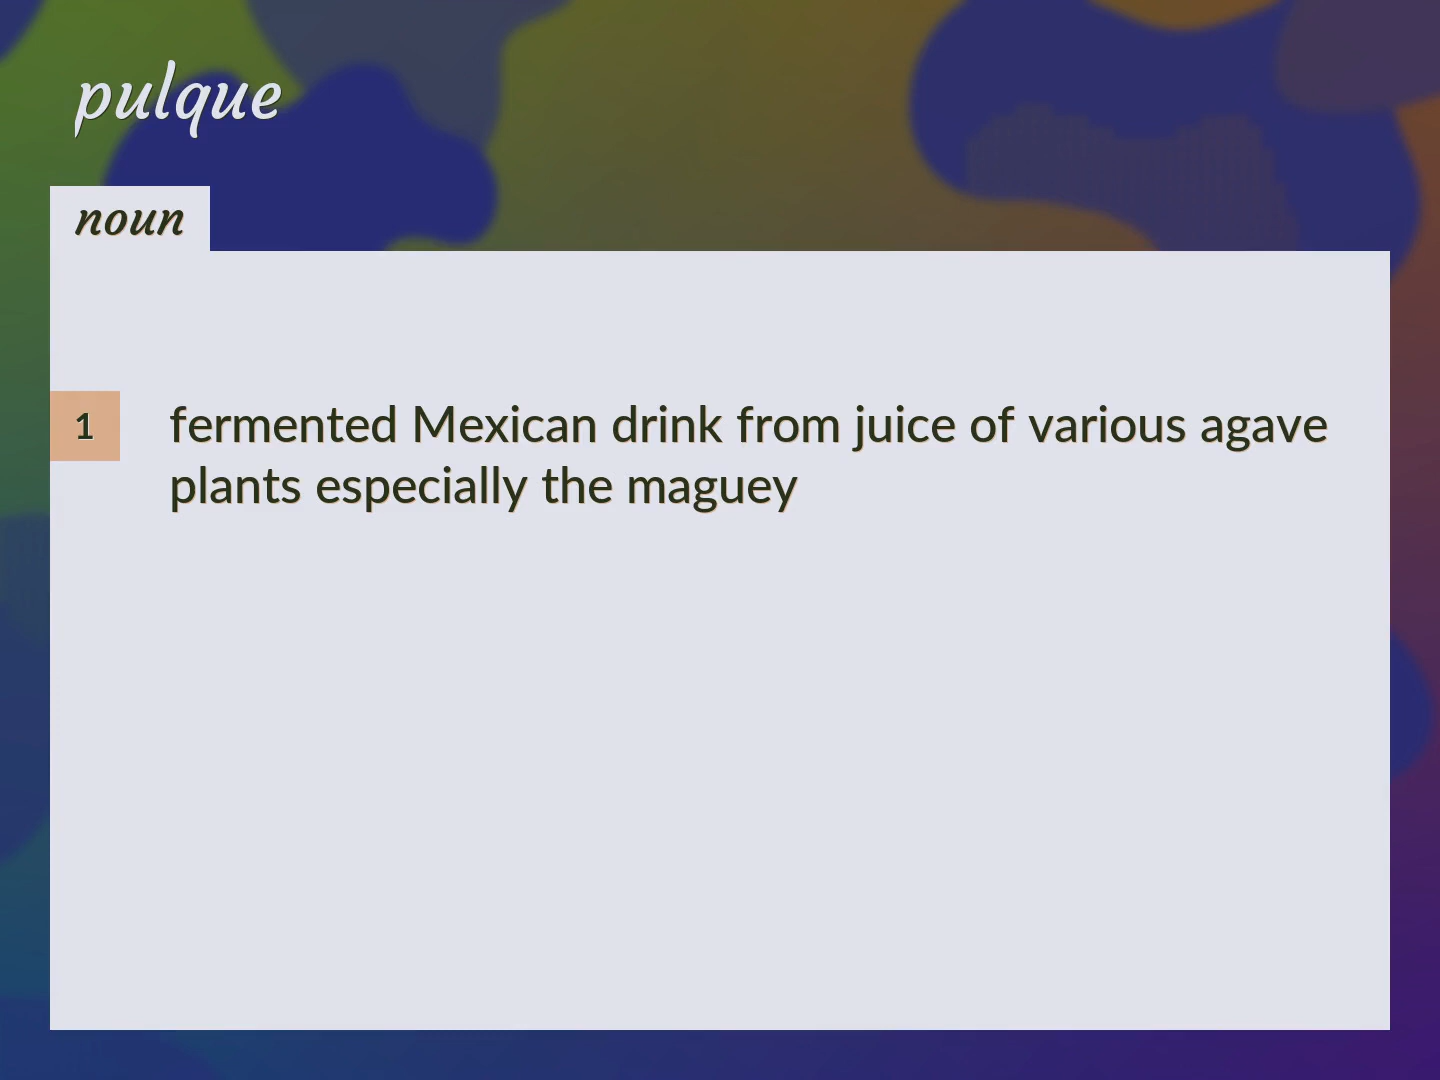 pulque
noun
1
fermented Mexican drink from juice of various agave
plants especially the maguey